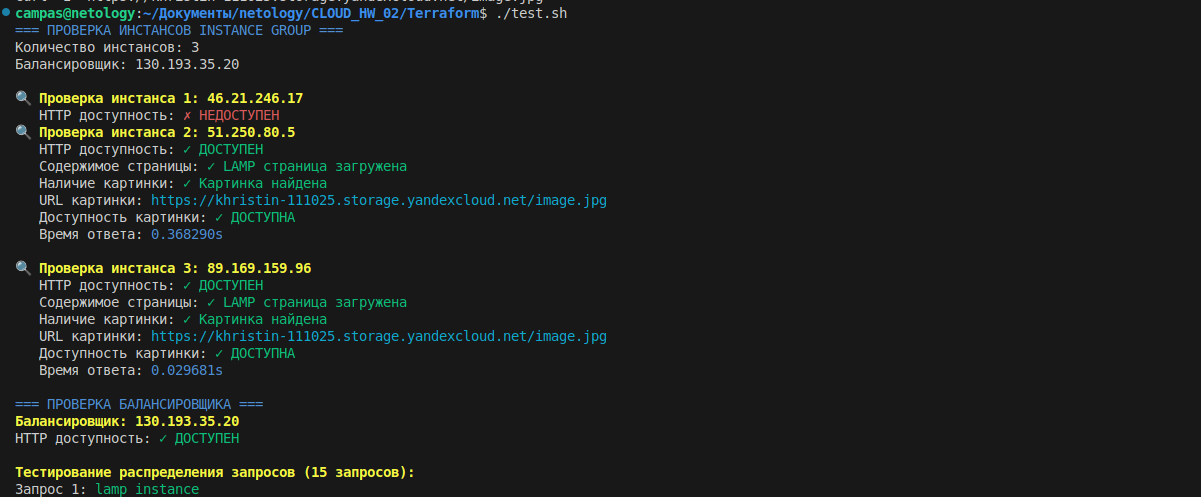 campas@netology:~/Документы/netology/CLOUD_HW_02/Terraform$ ./test.sh
=== ПРОВЕРКА ИНСТАНСОВ INSTANCE GROUP ===
Количество инстансов: 3
Балансировщик: 130.193.35.20
🔍 Проверка инстанса 1: 46.21.246.17
HTTP доступность: ✗ НЕДОСТУПЕН
🔍 Проверка инстанса 2: 51.250.80.5
HTTP доступность: ✓ ДОСТУПЕН
Содержимое страницы: ✓ LAMP страница загружена
Наличие картинки: ✓ Картинка найдена
URL картинки: https://khristin-111025.storage.yandexcloud.net/image.jpg
Доступность картинки: ✓ ДОСТУПНА
Время ответа: 0.368290s
🔍 Проверка инстанса 3: 89.169.159.96
HTTP доступность: ✓ ДОСТУПЕН
Содержимое страницы: ✓ LAMP страница загружена
Наличие картинки: ✓ Картинка найдена
URL картинки: https://khristin-111025.storage.yandexcloud.net/image.jpg
Доступность картинки: ✓ ДОСТУПНА
Время ответа: 0.029681s
=== ПРОВЕРКА БАЛАНСИРОВЩИКА ===
Балансировщик: 130.193.35.20
HTTP доступность: ✓ ДОСТУПЕН
Тестирование распределения запросов (15 запросов):
Запрос 1: lamp instance